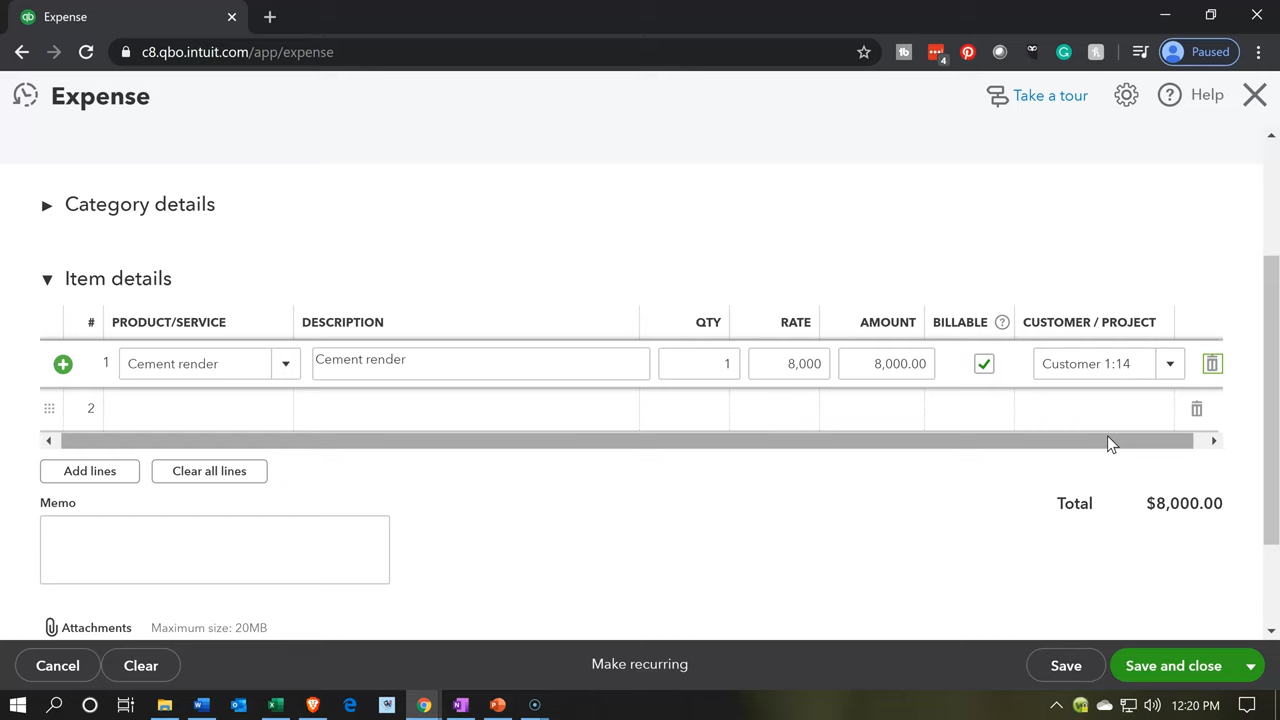 Expense
c8.qbo.intuit.com/app/expense
4
Paused
Expense
Take a tour
Help
Category details
Item details
# PRODUCT/SERVICE DESCRIPTION QTY RATE AMOUNT BILLABLE ? CUSTOMER / PROJECT
1 Cement render Cement render 1 8,000 8,000.00 Customer 1:14
2
Add lines Clear all lines
Memo
Total $8,000.00
Attachments Maximum size: 20MB
Cancel Clear Make recurring Save Save and close
12:20 PM